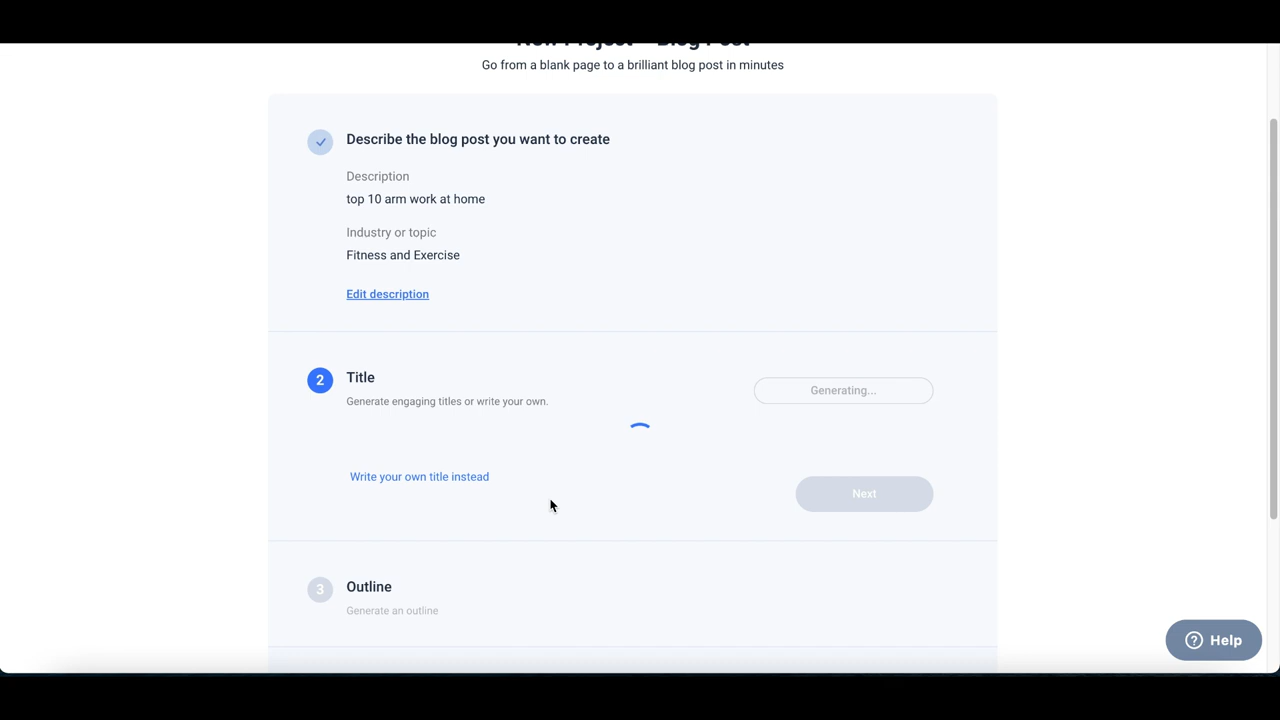 New Project - Blog Post
Go from a blank page to a brilliant blog post in minutes
Describe the blog post you want to create
Description
top 10 arm work at home
Industry or topic
Fitness and Exercise
Edit description
2
Title
Generate engaging titles or write your own.
Generating...
Write your own title instead
Next
3
Outline
Generate an outline
Help